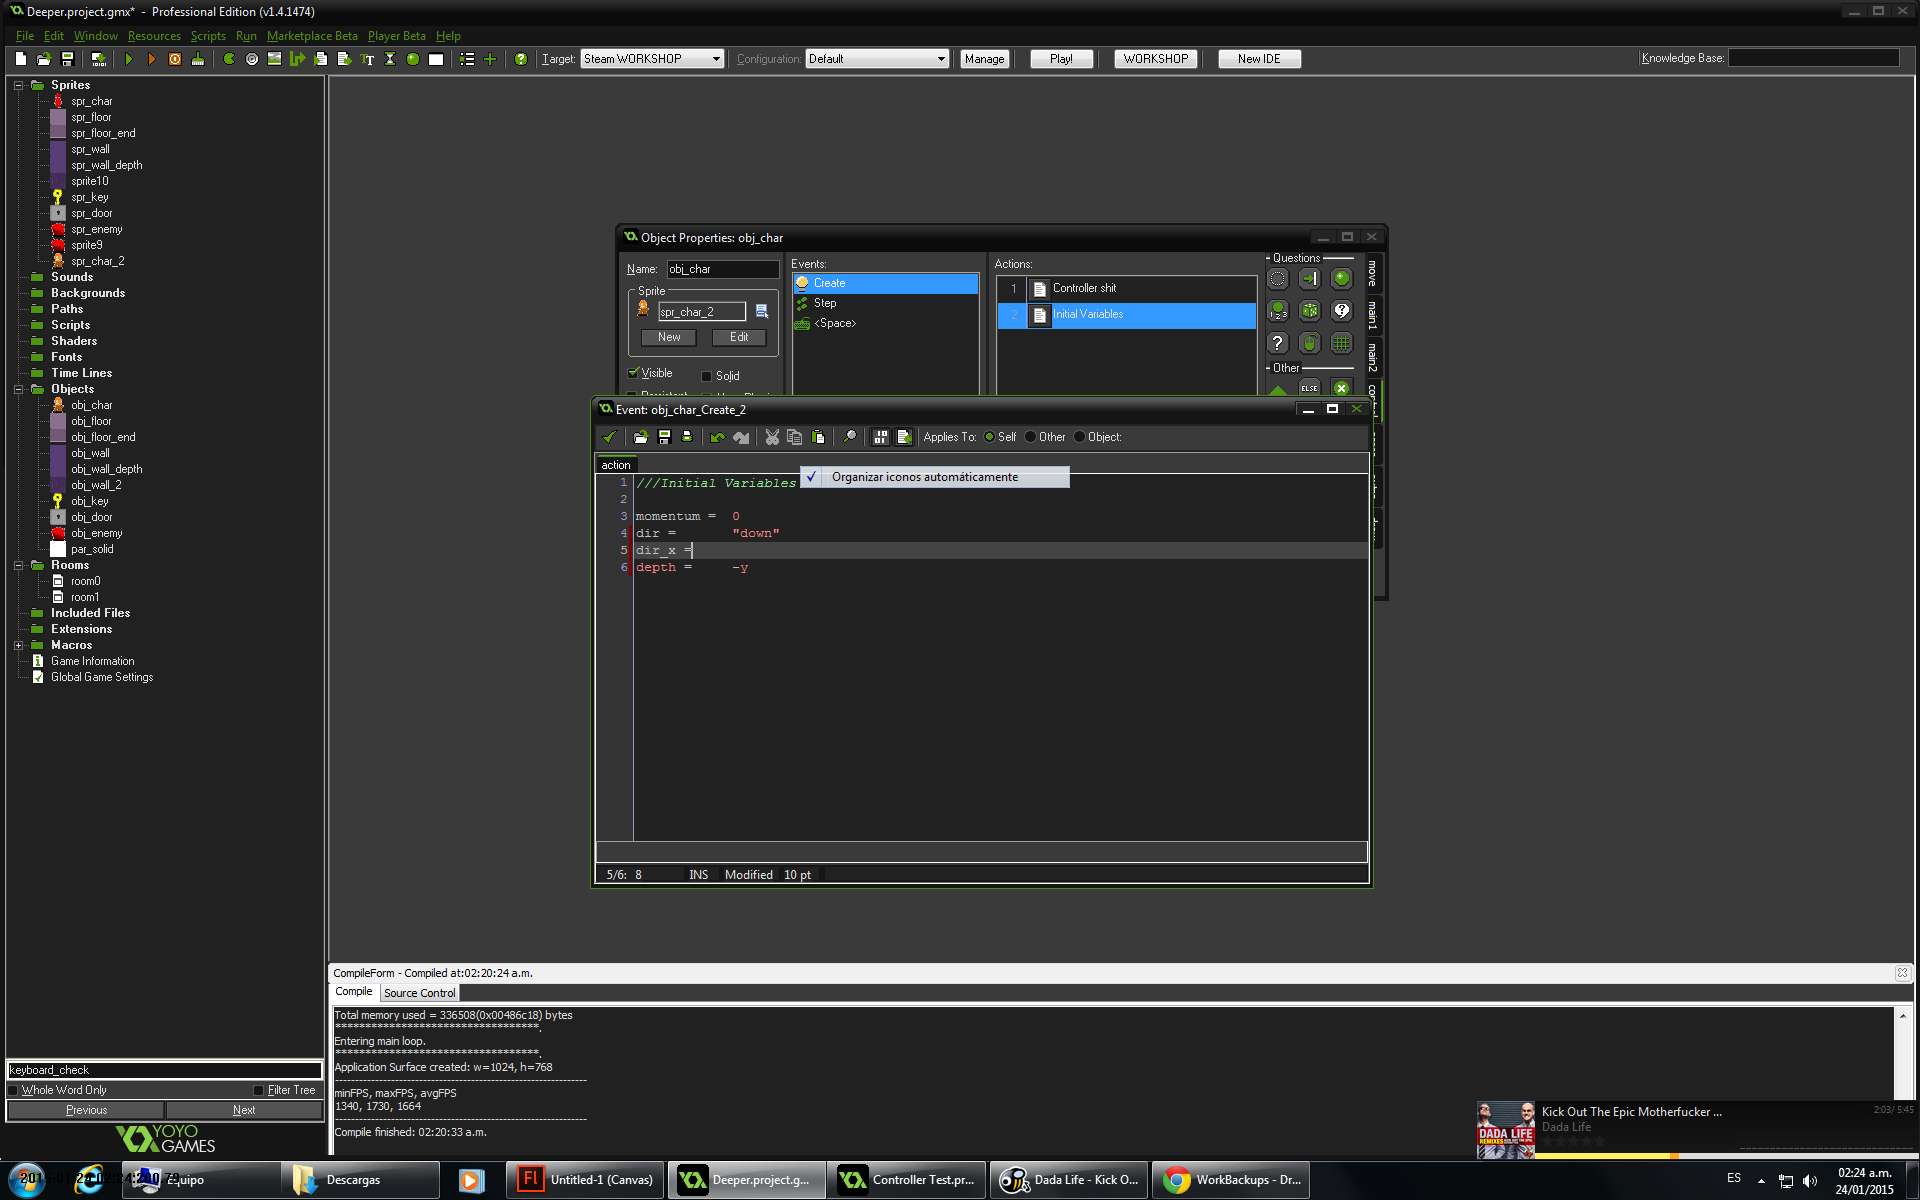 Deeper.project.gmx* - Professional Edition (v1.4.1474)
File Edit Window Resources Scripts Run Marketplace Beta Player Beta Help
Target: Steam WORKSHOP Configuration: Default Manage Play! WORKSHOP New IDE Knowledge Base:
Sprites
spr_char
spr_floor
spr_floor_end
spr_wall
spr_wall_depth
sprite10
spr_key
spr_door
spr_enemy
sprite9
spr_char_2
Sounds
Backgrounds
Paths
Scripts
Shaders
Fonts
Time Lines
Objects
obj_char
obj_floor
obj_floor_end
obj_wall
obj_wall_depth
obj_wall_2
obj_key
obj_door
obj_enemy
par_solid
Rooms
room0
room1
Included Files
Extensions
Macros
Game Information
Global Game Settings
keyboard_check
Whole Word Only Filter Tree
Previous Next
YOYO
GAMES
Object Properties: obj_char
Name: obj_char
Sprite
spr_char_2
New Edit
Visible Solid
Events:
Create
Step
<Space>
Actions:
1 Controller shit
2 Initial Variables
Questions
Other
ELSE
move
main1
main2
Event: obj_char_Create_2
Applies To: Self Other Object:
action
Organizar iconos automáticamente
1 ///Initial Variables
2
3 momentum = 0
4 dir = "down"
5 dir_x =
6 depth = -y
5/6: 8 INS Modified 10 pt
CompileForm - Compiled at:02:20:24 a.m.
Compile Source Control
Total memory used = 336508(0x00486c18) bytes
**********************************.
Entering main loop.
**********************************.
Application Surface created: w=1024, h=768
---------------------------------------------------------------
minFPS, maxFPS, avgFPS
1340, 1730, 1664
---------------------------------------------------------------
Compile finished: 02:20:33 a.m.
DADA LIFE
REMIXES
Kick Out The Epic Motherfucker ... 2:03/ 5:45
Dada Life
Equipo
Descargas
Untitled-1 (Canvas)
Deeper.project.g...
Controller Test.pr...
Dada Life - Kick O...
WorkBackups - Dr...
ES
02:24 a.m.
24/01/2015